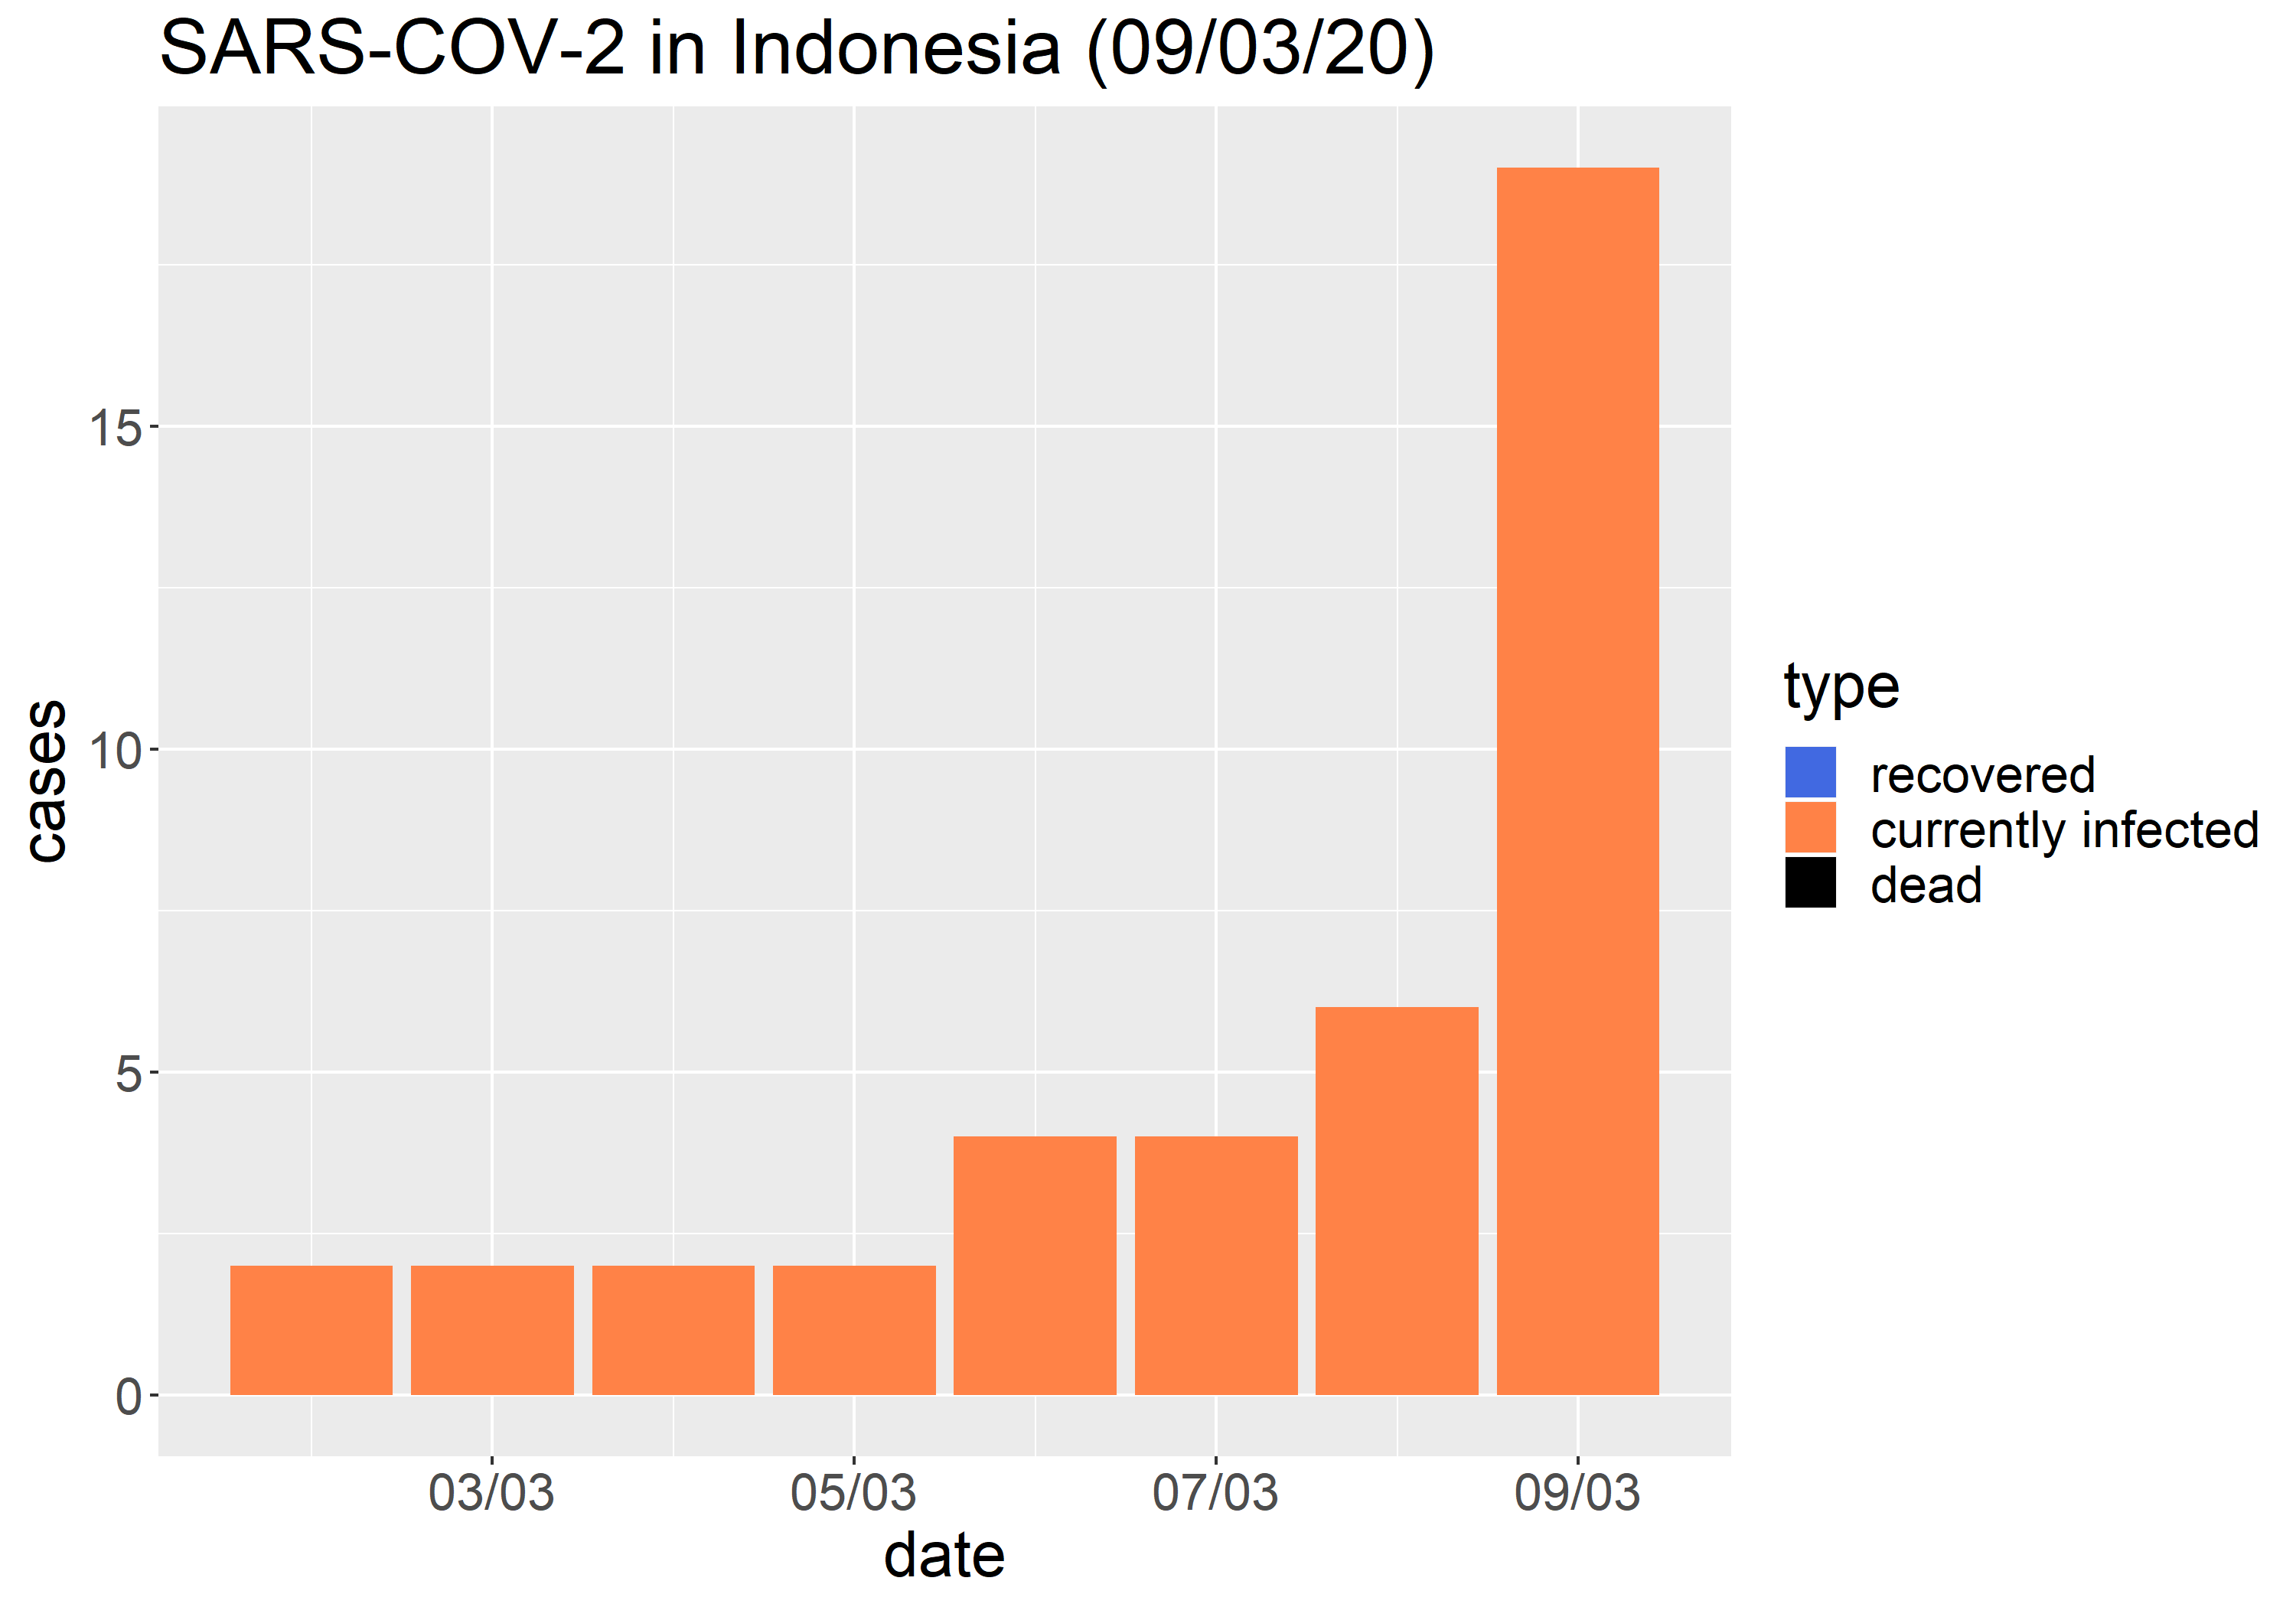 SARS-COV-2 in Indonesia (09/03/20)
cases
15
10
5
0
03/03 05/03 07/03 09/03
date
type
recovered
currently infected
dead